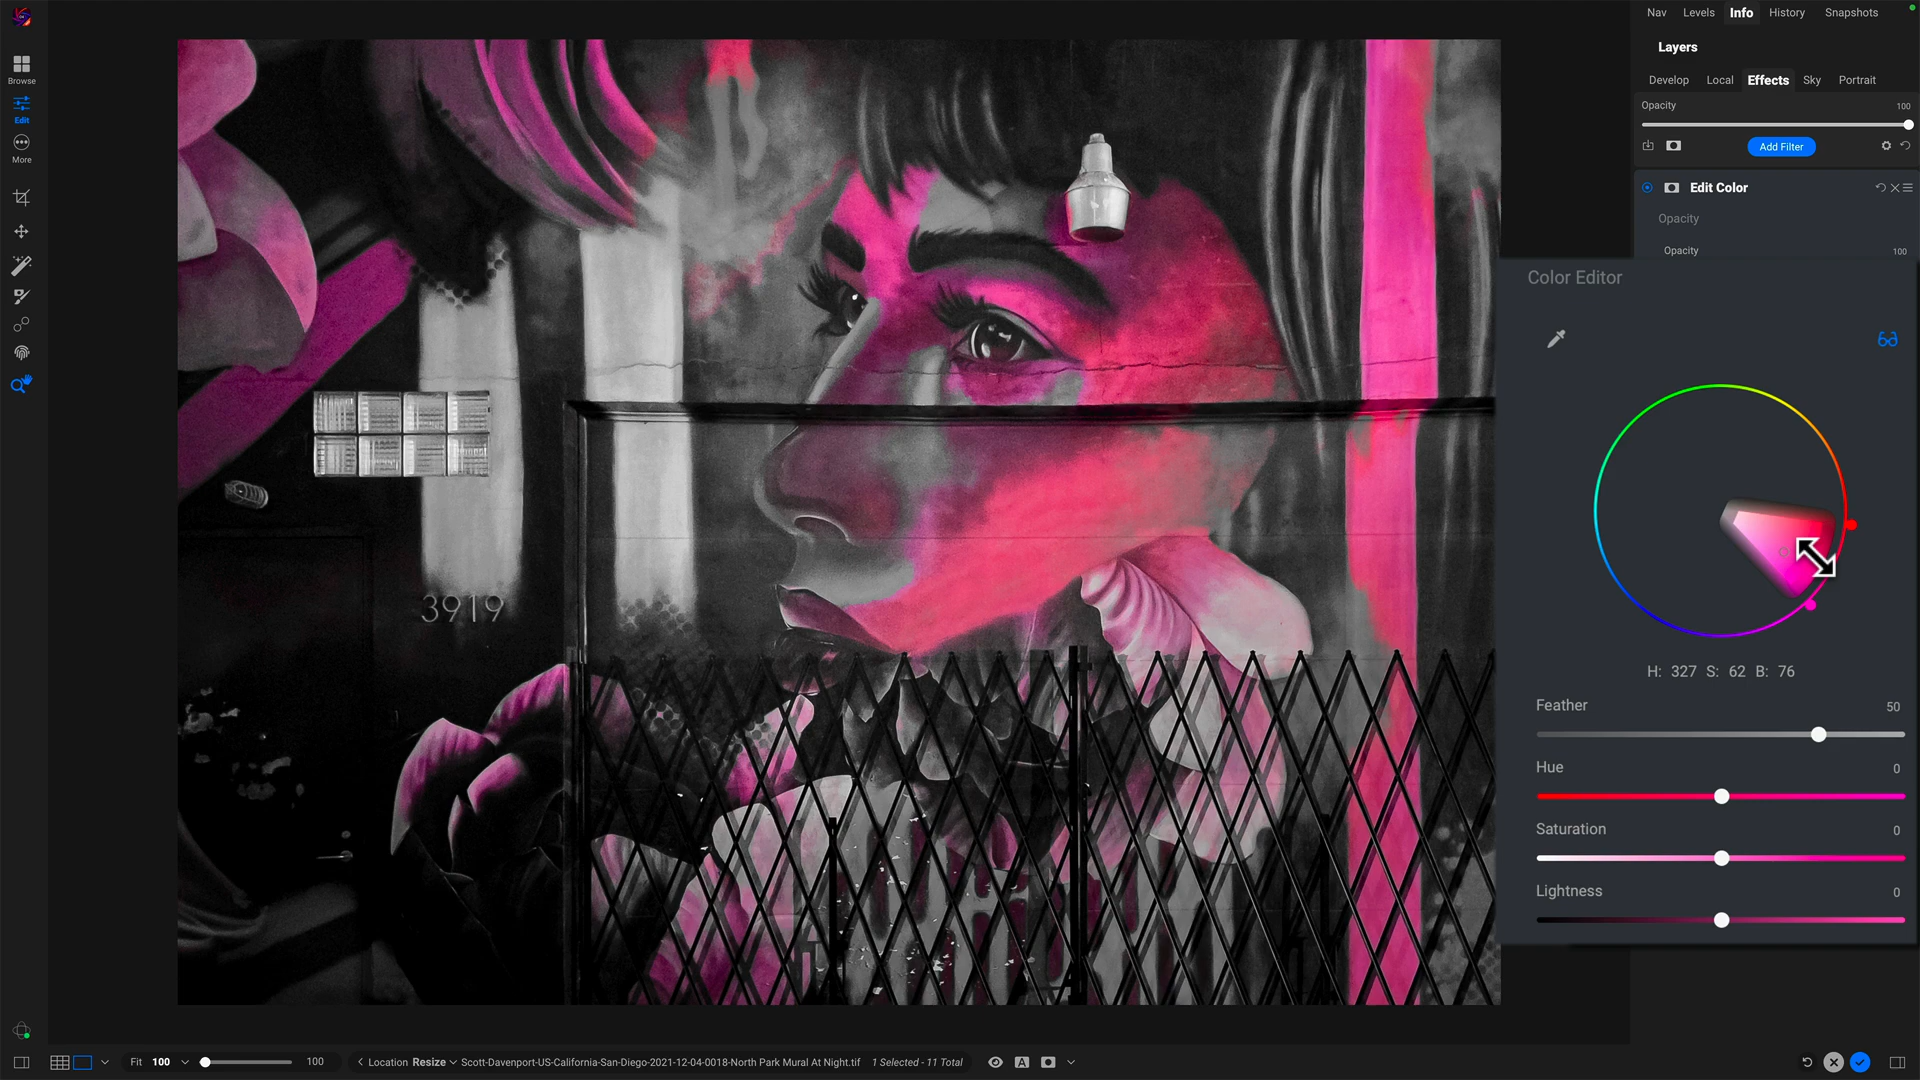 Nav Levels Info History Snapshots
Layers
Develop Local Effects Sky Portrait
Opacity 100
Add Filter
Edit Color
Opacity
Opacity 100
Color Editor
H: 327 S: 62 B: 76
Feather 50
Hue 0
Saturation 0
Lightness 0
Browse
Edit
More
3919
Fit 100 100 Location Resize Scott-Davenport-US-California-San-Diego-2021-12-04-0018-North Park Mural At Night.tif 1 Selected - 11 Total A